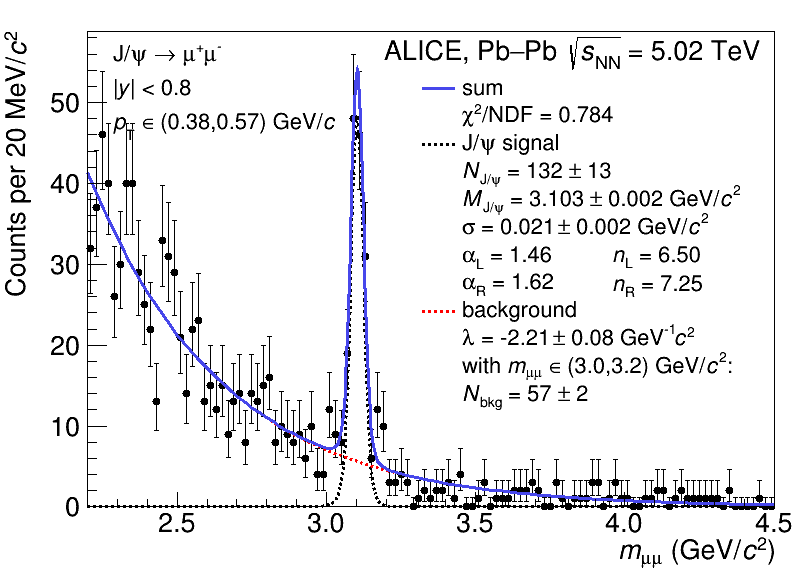 J/ψ → μ⁺μ⁻
|y| < 0.8
p_T ∈ (0.38,0.57) GeV/c
ALICE, Pb–Pb √s_NN = 5.02 TeV
sum
χ²/NDF = 0.784
J/ψ signal
N_J/ψ = 132 ± 13
M_J/ψ = 3.103 ± 0.002 GeV/c²
σ = 0.021 ± 0.002 GeV/c²
α_L = 1.46 n_L = 6.50
α_R = 1.62 n_R = 7.25
background
λ = -2.21 ± 0.08 GeV⁻¹c²
with m_μμ ∈ (3.0,3.2) GeV/c²:
N_bkg = 57 ± 2
Counts per 20 MeV/c²
50
40
30
20
10
0
2.5 3.0 3.5 4.0 4.5
m_μμ (GeV/c²)